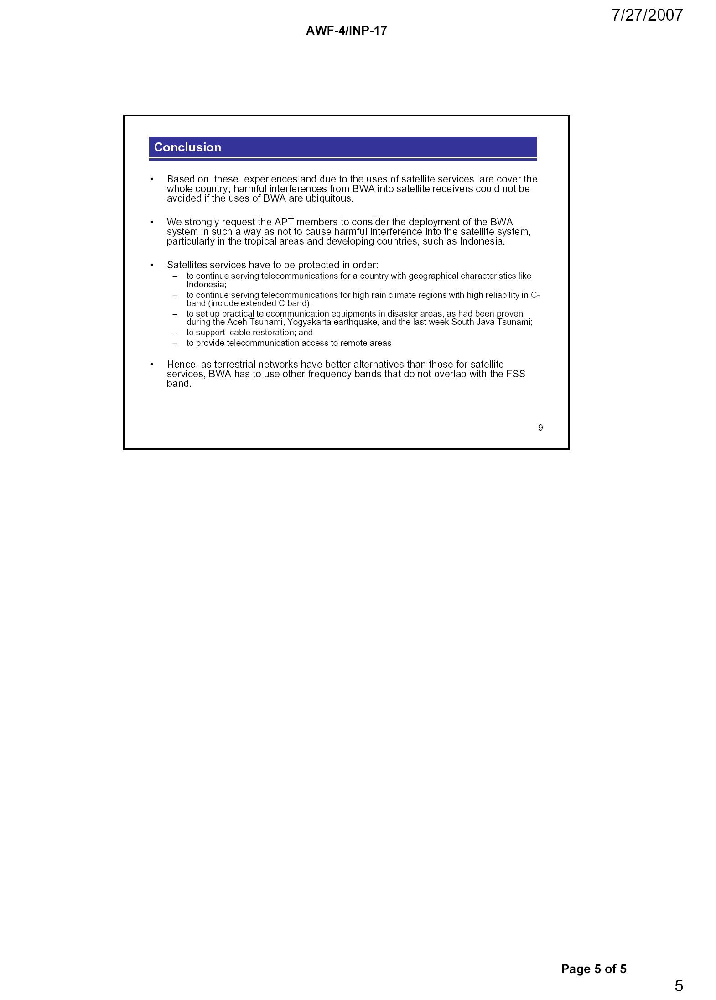 7/27/2007
AWF-4/INP-17
Conclusion
• Based on these experiences and due to the uses of satellite services are cover the
whole country, harmful interferences from BWA into satellite receivers could not be
avoided if the uses of BWA are ubiquitous.
• We strongly request the APT members to consider the deployment of the BWA
system in such a way as not to cause harmful interference into the satellite system,
particularly in the tropical areas and developing countries, such as Indonesia.
• Satellites services have to be protected in order:
– to continue serving telecommunications for a country with geographical characteristics like
Indonesia;
– to continue serving telecommunications for high rain climate regions with high reliability in C-
band (include extended C band);
– to set up practical telecommunication equipments in disaster areas, as had been proven
during the Aceh Tsunami, Yogyakarta earthquake, and the last week South Java Tsunami;
– to support cable restoration; and
– to provide telecommunication access to remote areas
• Hence, as terrestrial networks have better alternatives than those for satellite
services, BWA has to use other frequency bands that do not overlap with the FSS
band.
9
Page 5 of 5
5